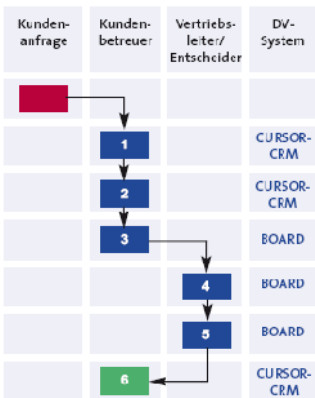 Kunden-
anfrage
Kunden-
betreuer
Vertriebs-
leiter/
Entscheider
DV-
System
1
CURSOR-
CRM
2
CURSOR-
CRM
3
BOARD
4
BOARD
5
BOARD
6
CURSOR-
CRM